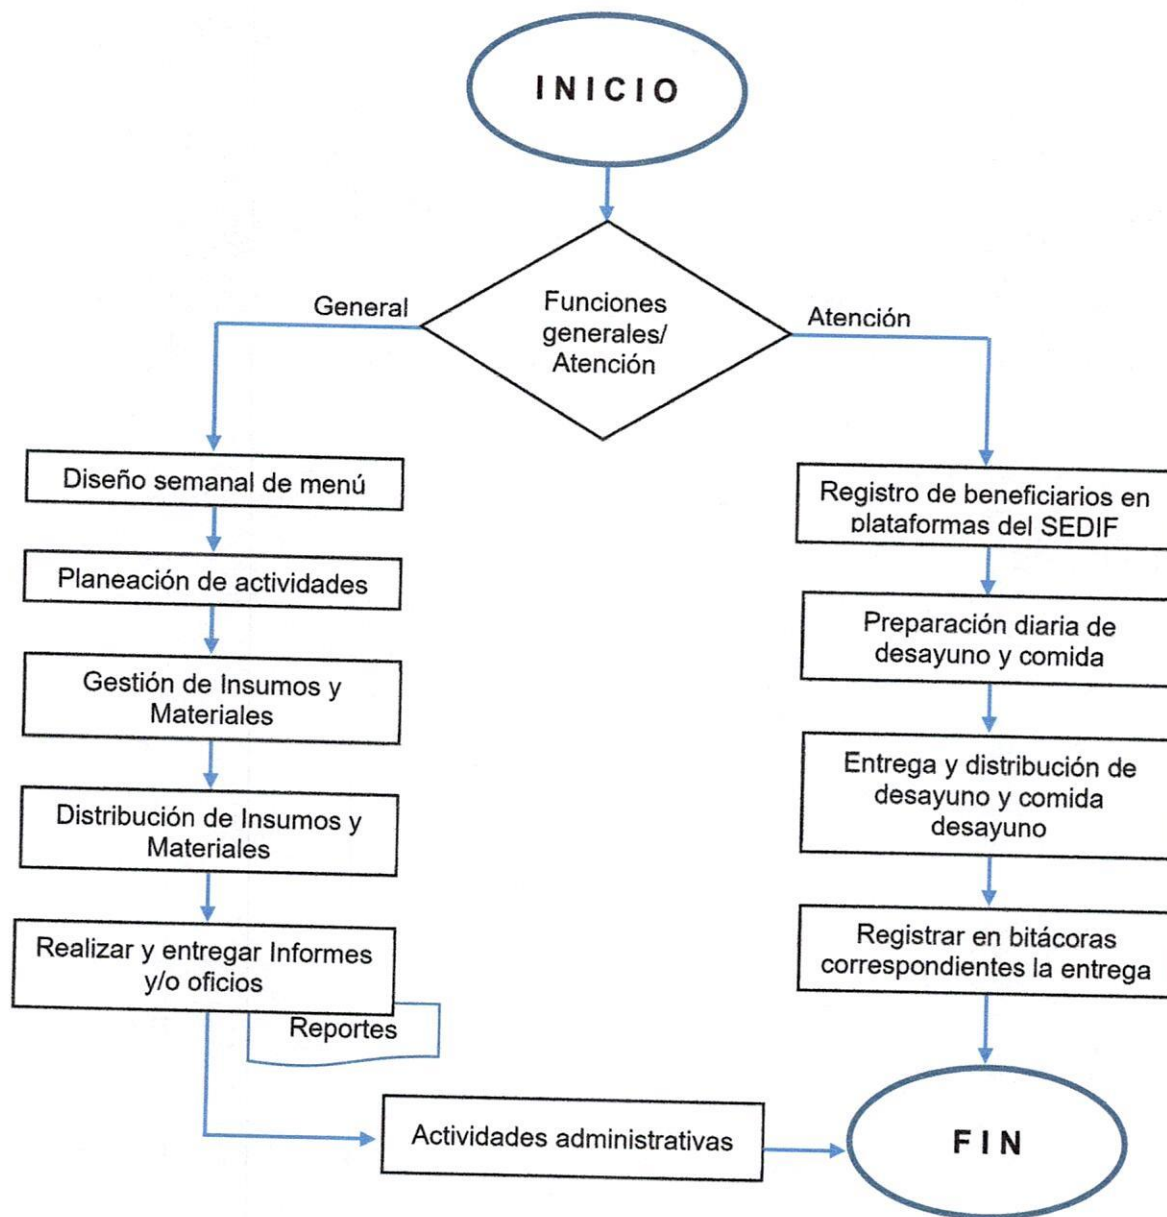 INICIO
Funciones
generales/
Atención
General
Atención
Diseño semanal de menú
Planeación de actividades
Gestión de Insumos y
Materiales
Distribución de Insumos y
Materiales
Realizar y entregar Informes
y/o oficios
Reportes
Actividades administrativas
Registro de beneficiarios en
plataformas del SEDIF
Preparación diaria de
desayuno y comida
Entrega y distribución de
desayuno y comida
desayuno
Registrar en bitácoras
correspondientes la entrega
FIN